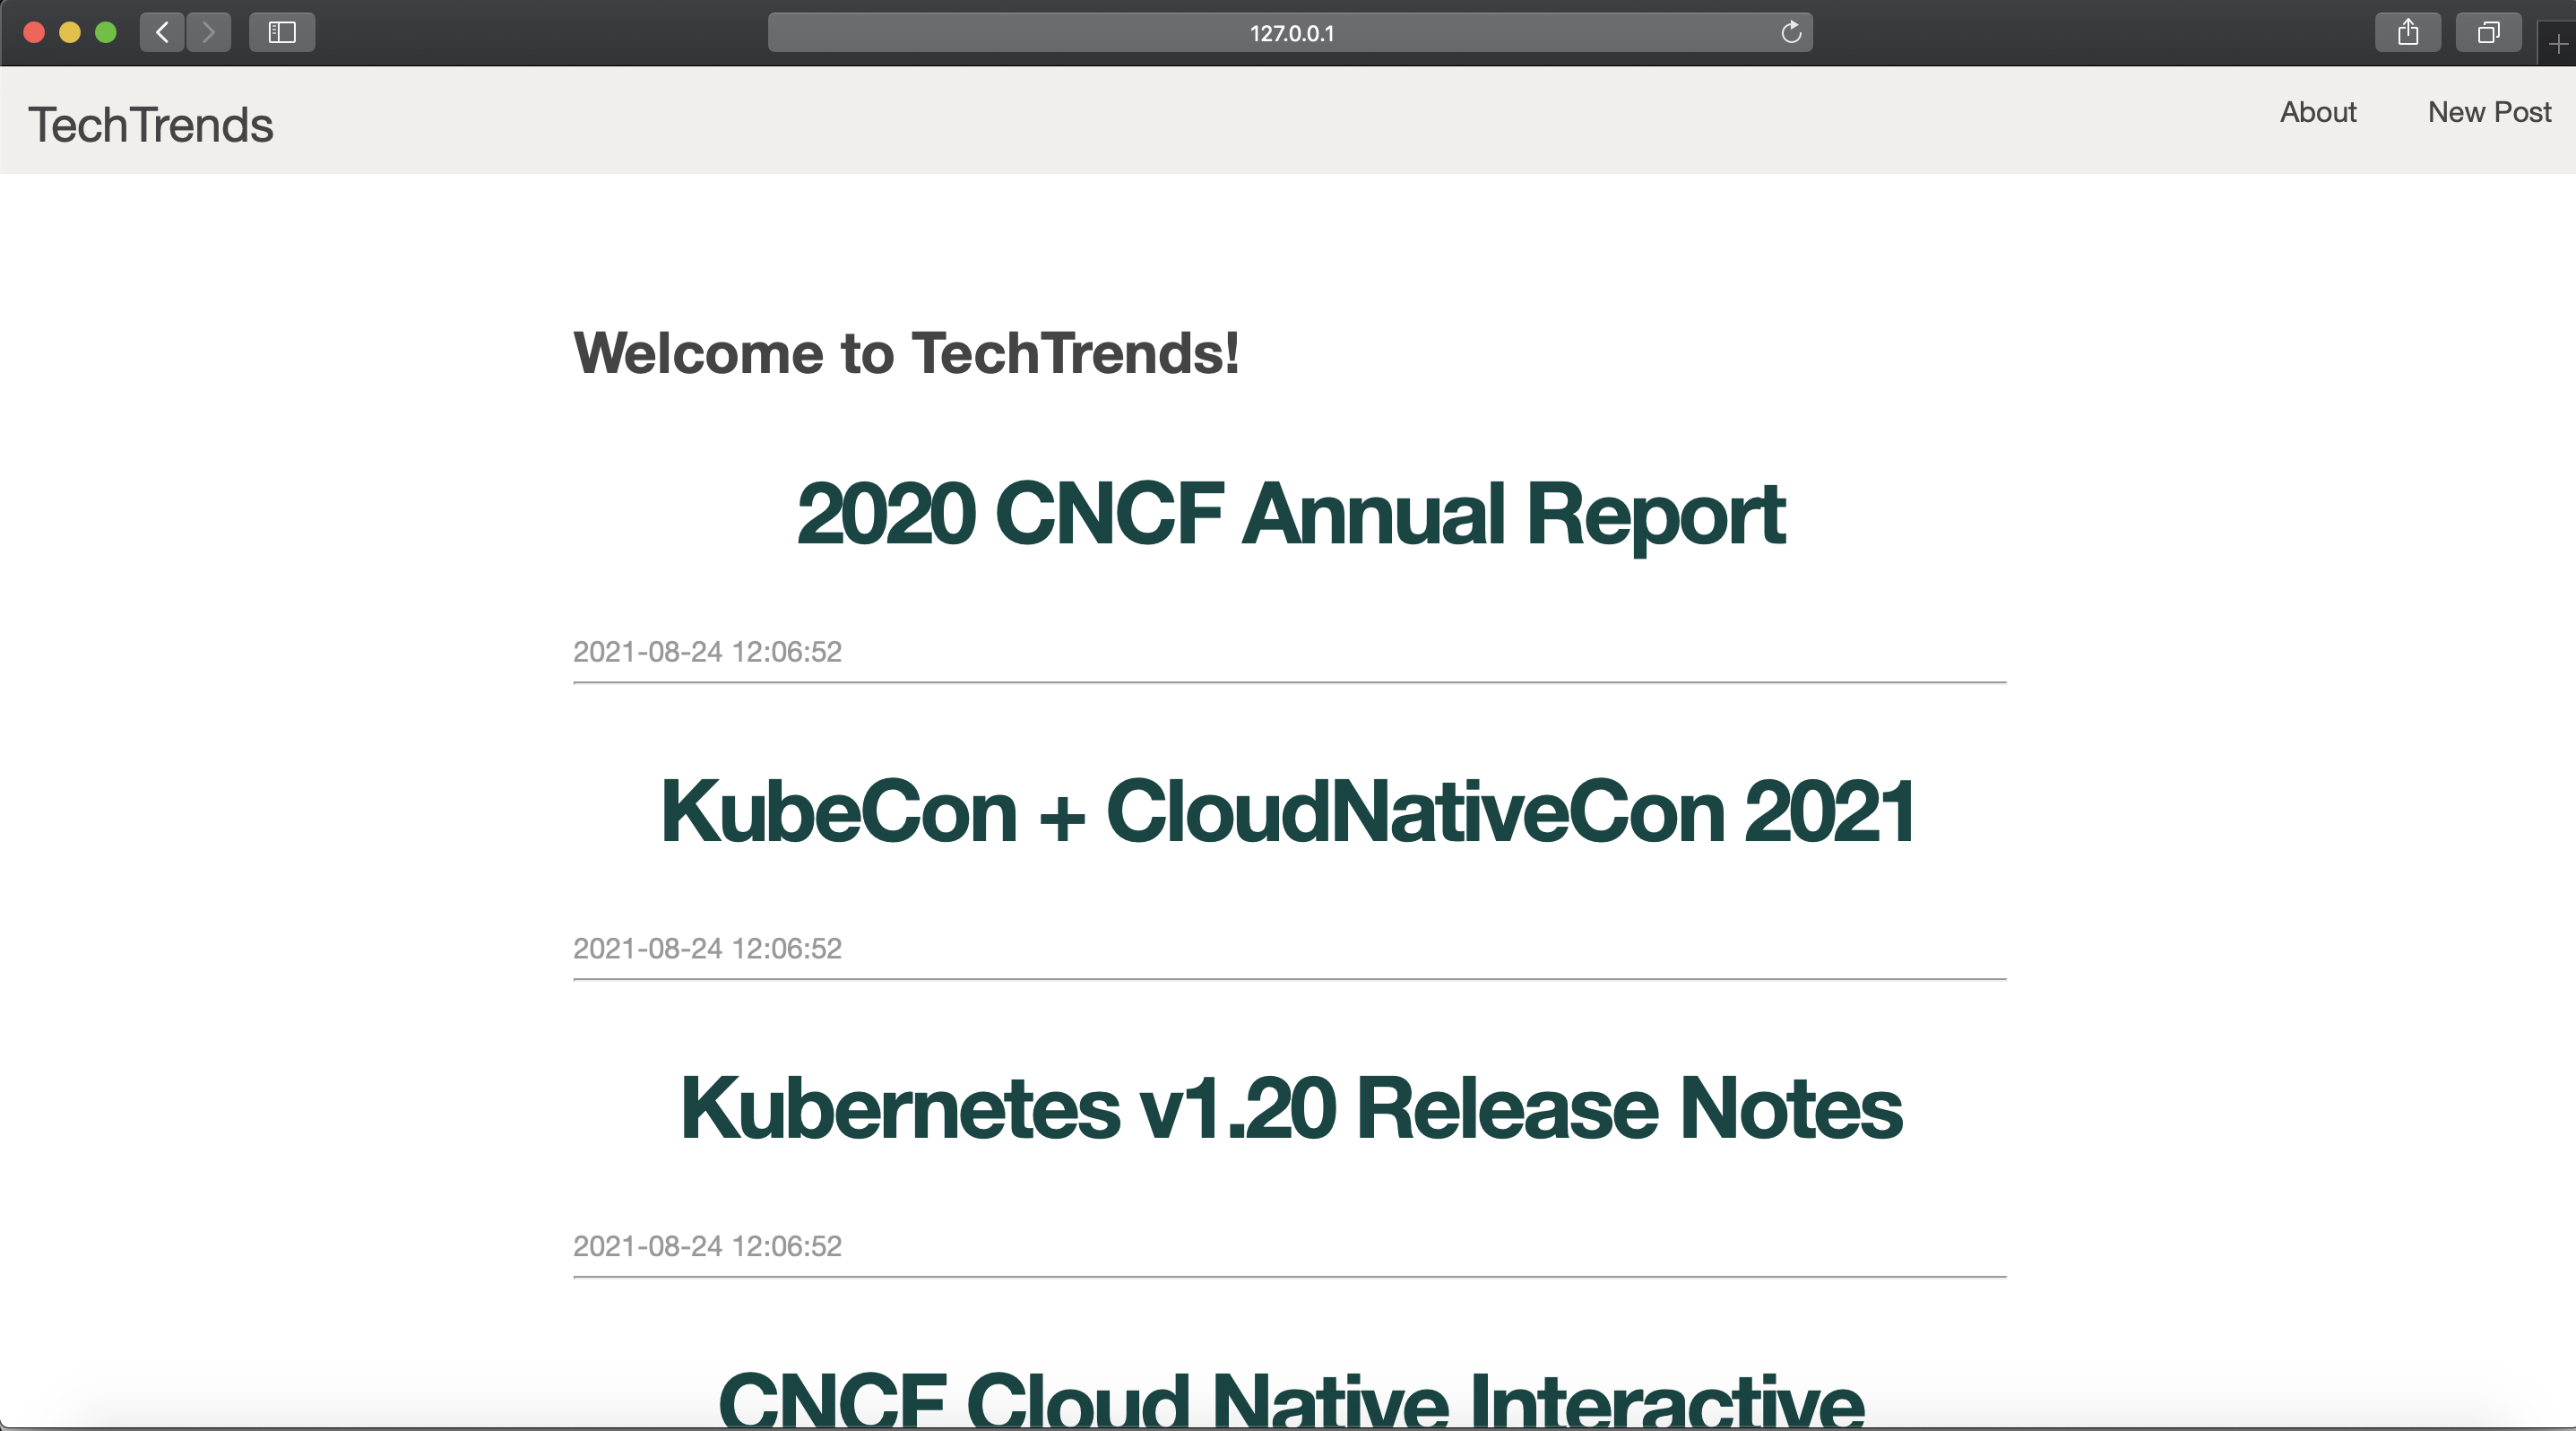 127.0.0.1
TechTrends
About
New Post
Welcome to TechTrends!
2020 CNCF Annual Report
2021-08-24 12:06:52
KubeCon + CloudNativeCon 2021
2021-08-24 12:06:52
Kubernetes v1.20 Release Notes
2021-08-24 12:06:52
CNCF Cloud Native Interactive